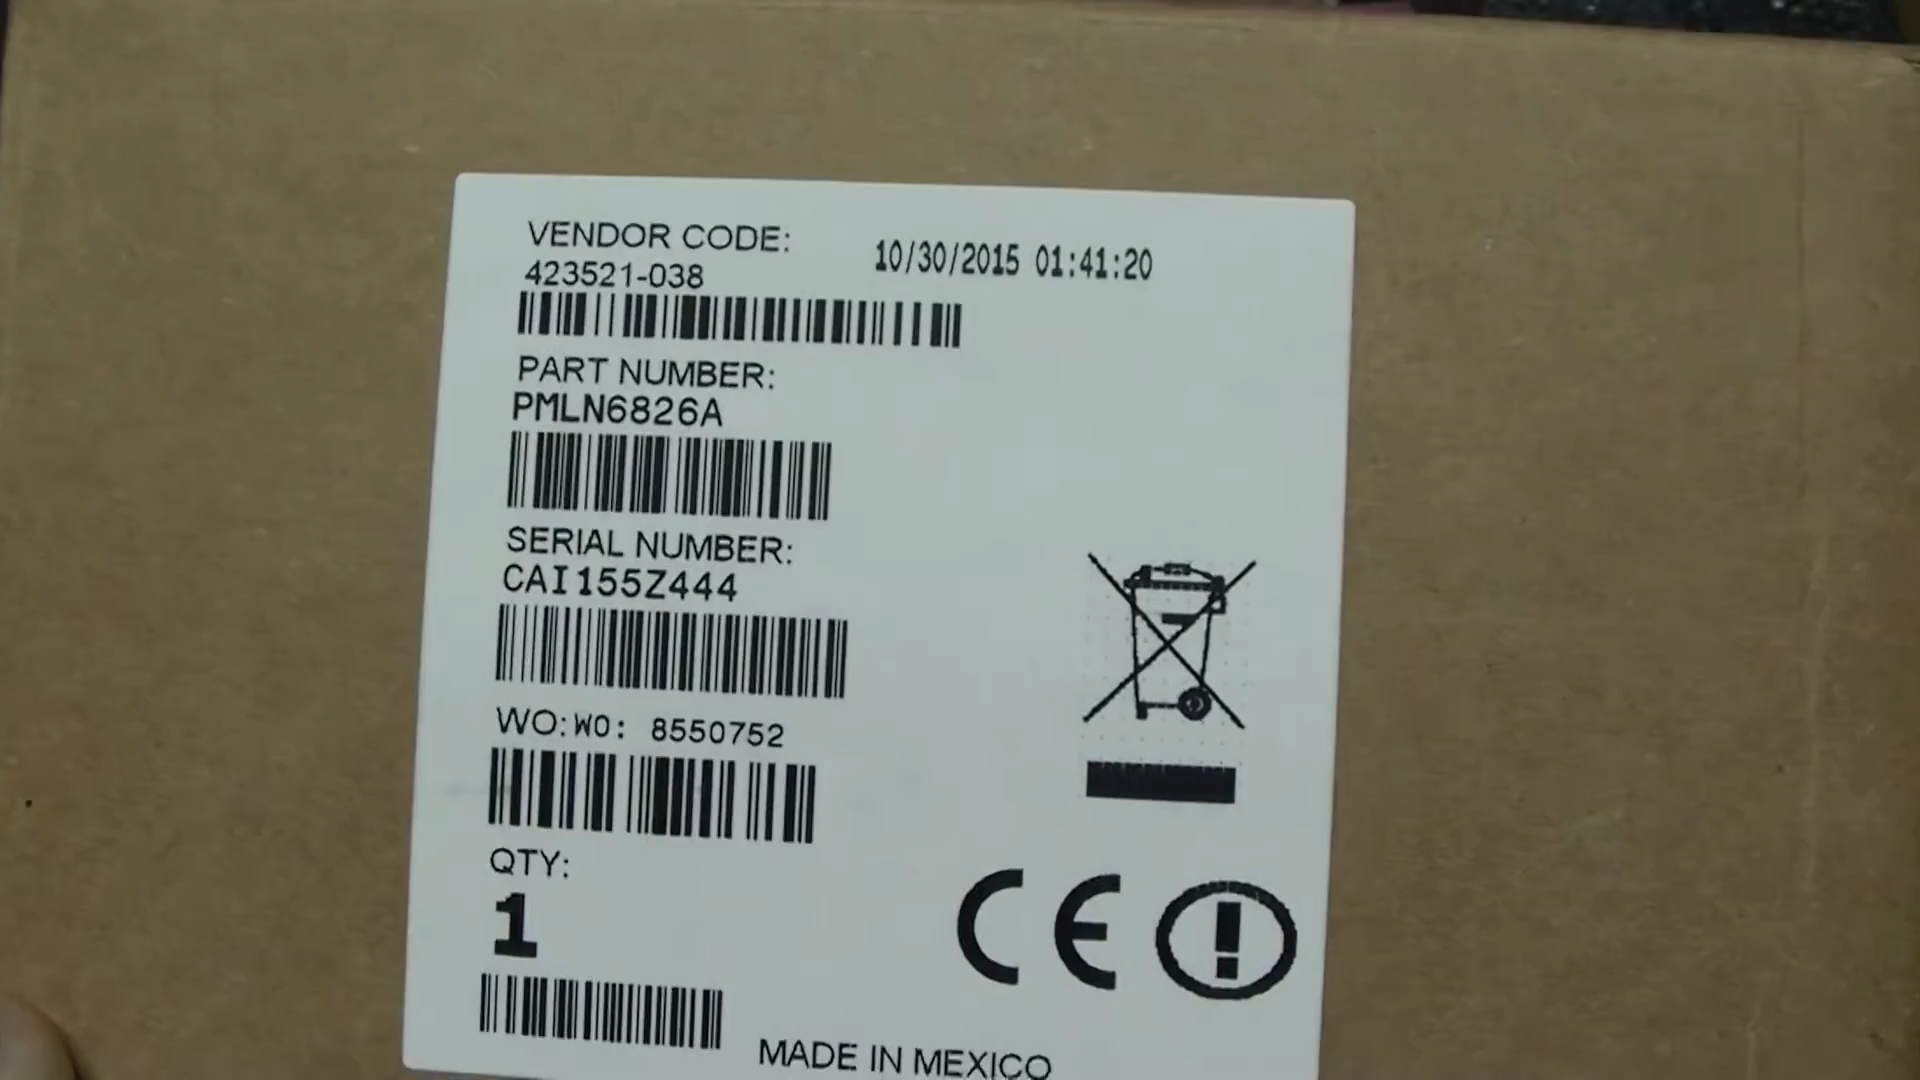 VENDOR CODE:
10/30/2015 01:41:20
423521-038
PART NUMBER:
PMLN6826A
SERIAL NUMBER:
CAI155Z444
WO:WO: 8550752
QTY:
1
CE
MADE IN MEXICO